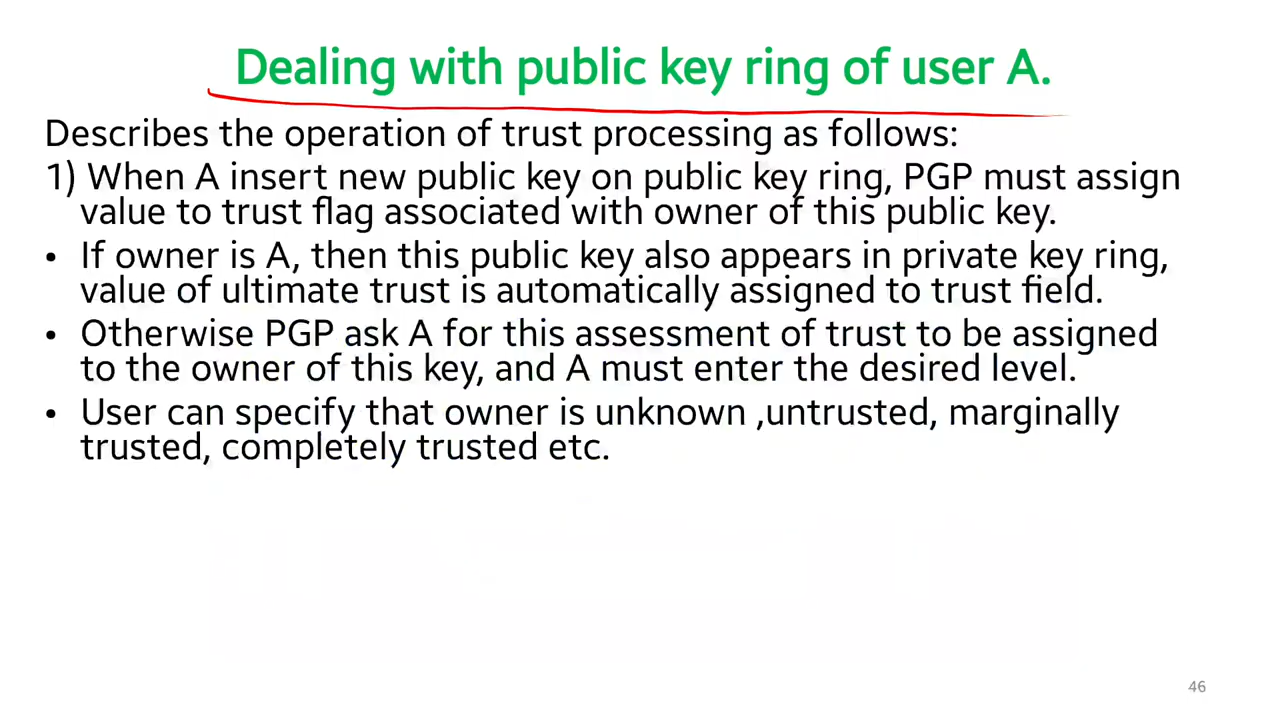 Dealing with public key ring of user A.
Describes the operation of trust processing as follows:
1) When A insert new public key on public key ring, PGP must assign
value to trust flag associated with owner of this public key.
• If owner is A, then this public key also appears in private key ring,
value of ultimate trust is automatically assigned to trust field.
• Otherwise PGP ask A for this assessment of trust to be assigned
to the owner of this key, and A must enter the desired level.
• User can specify that owner is unknown ,untrusted, marginally
trusted, completely trusted etc.
46